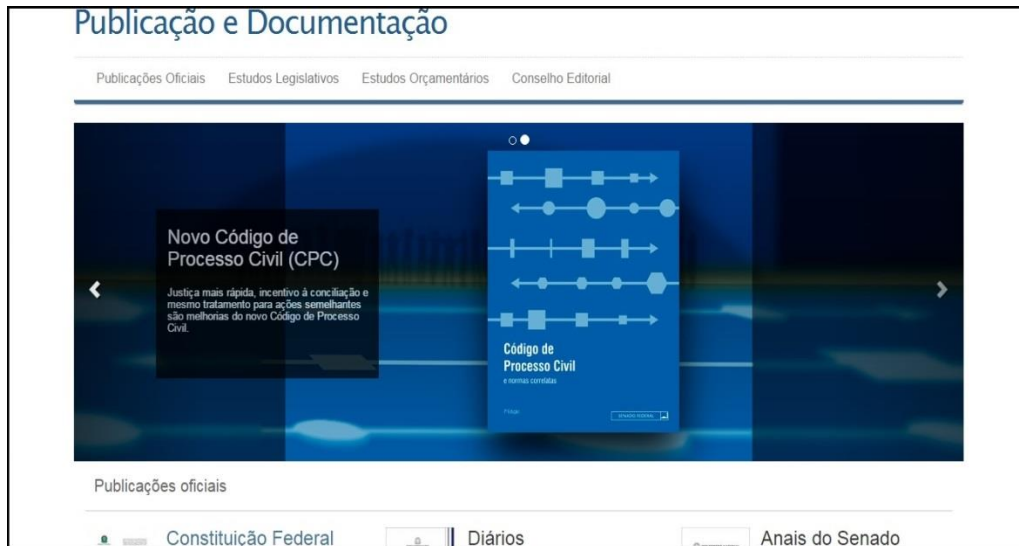 Publicação e Documentação
Publicações Oficiais Estudos Legislativos Estudos Orçamentários Conselho Editorial
Novo Código de
Processo Civil (CPC)
Justiça mais rápida, incentivo à conciliação e
mesmo tratamento para ações semelhantes
são melhorias do novo Código de Processo
Civil.
Código de
Processo Civil
e normas correlatas
SENADO FEDERAL
Publicações oficiais
Constituição Federal
Diários
Anais do Senado